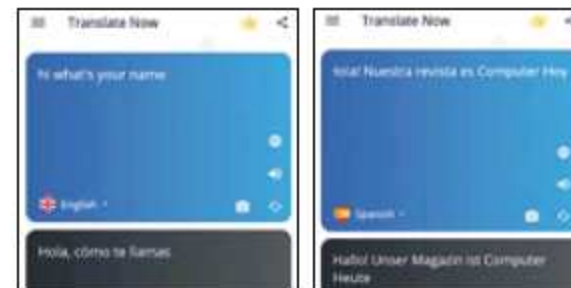 Translate Now
hi what's your name
English
Hola, cómo te llamas
Translate Now
Hola! Nuestra revista es Computer Hoy
Spanish
Hallo! Unser Magazin ist Computer
Heute